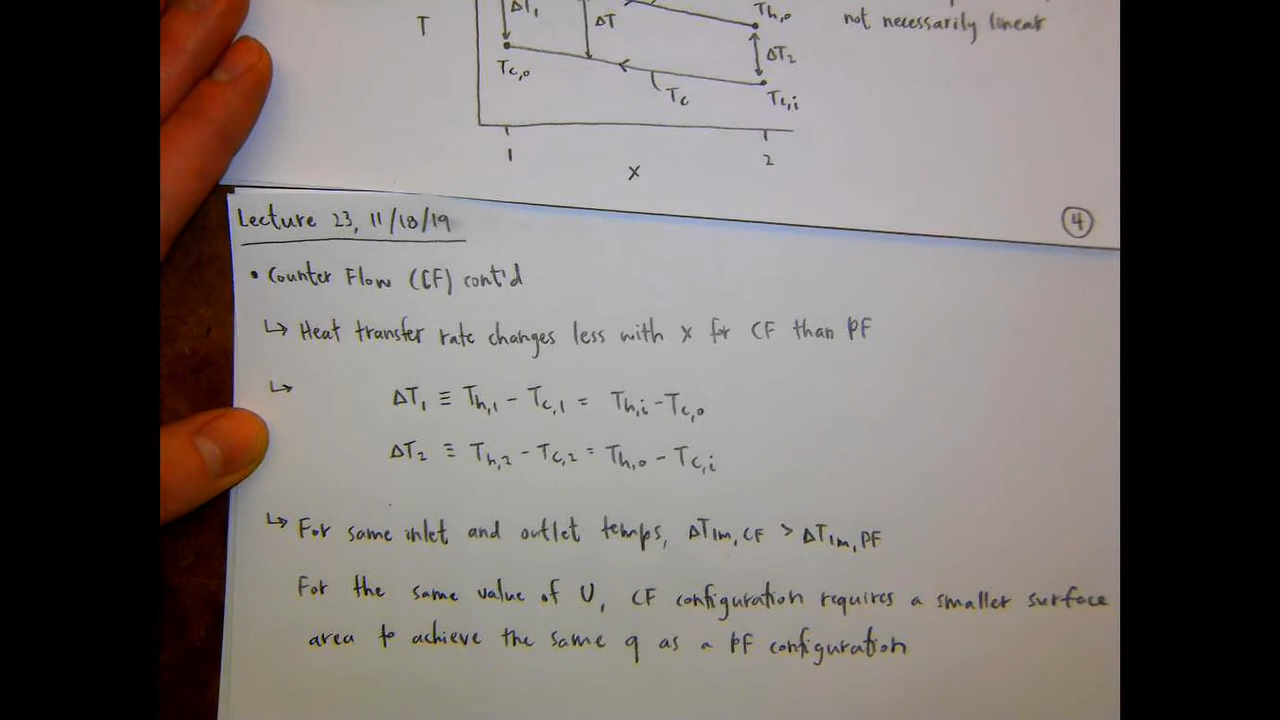 ΔT₁
ΔT
T
Th,o
not necessarily linear
ΔT₂
Tc,o
Tc
Tc,i
1
2
x
Lecture 23, 11/18/19
4
• Counter Flow (CF) cont'd
↳ Heat transfer rate changes less with x for CF than PF
↳ ΔT₁ ≡ Th,1 - Tc,1 = Th,i - Tc,o
ΔT₂ ≡ Th,2 - Tc,2 = Th,o - Tc,i
↳ For same inlet and outlet temps, ΔTlm,CF > ΔTlm,PF
For the same value of U, CF configuration requires a smaller surface
area to achieve the same q as a PF configuration